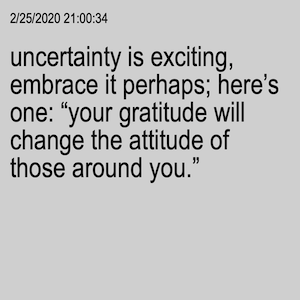 2/25/2020 21:00:34
uncertainty is exciting,
embrace it perhaps; here’s
one: “your gratitude will
change the attitude of
those around you.”